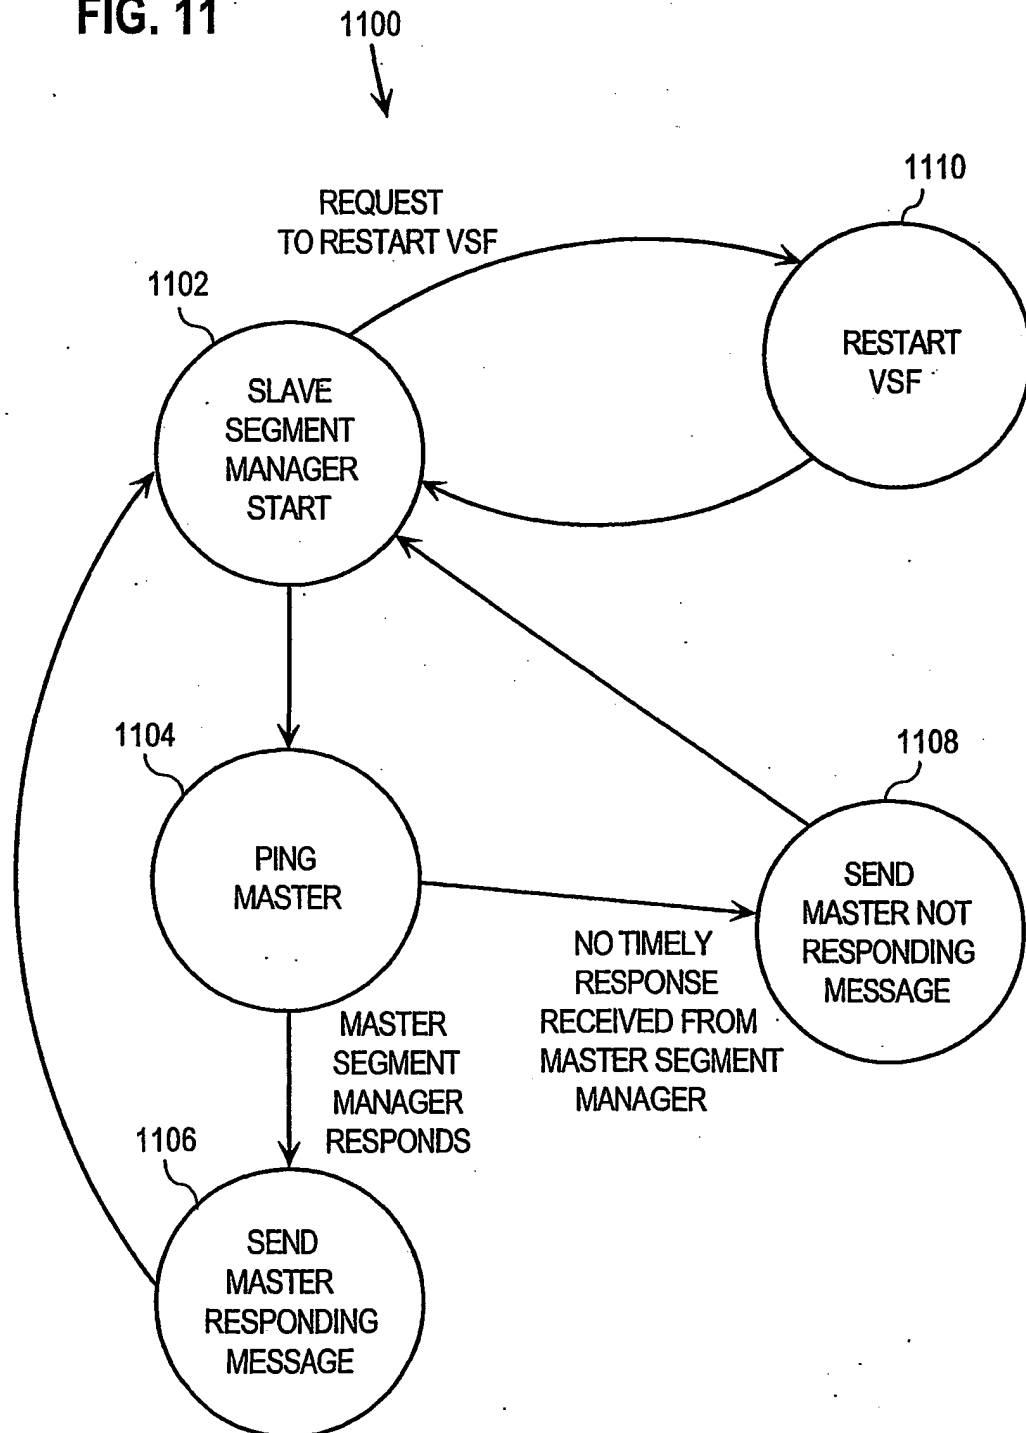 FIG. 11
1100
1110
REQUEST
TO RESTART VSF
1102
RESTART
VSF
SLAVE
SEGMENT
MANAGER
START
1104
1108
PING
MASTER
SEND
MASTER NOT
RESPONDING
MESSAGE
NO TIMELY
RESPONSE
RECEIVED FROM
MASTER SEGMENT
MANAGER
MASTER
SEGMENT
MANAGER
RESPONDS
1106
SEND
MASTER
RESPONDING
MESSAGE